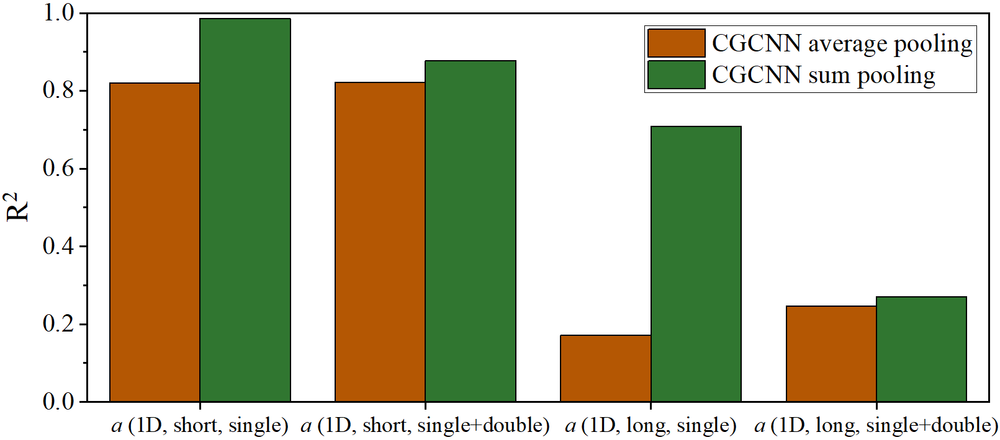 1.0
0.8
0.6
0.4
0.2
0.0
R²
CGCNN average pooling
CGCNN sum pooling
a (1D, short, single)
a (1D, short, single+double)
a (1D, long, single)
a (1D, long, single+double)